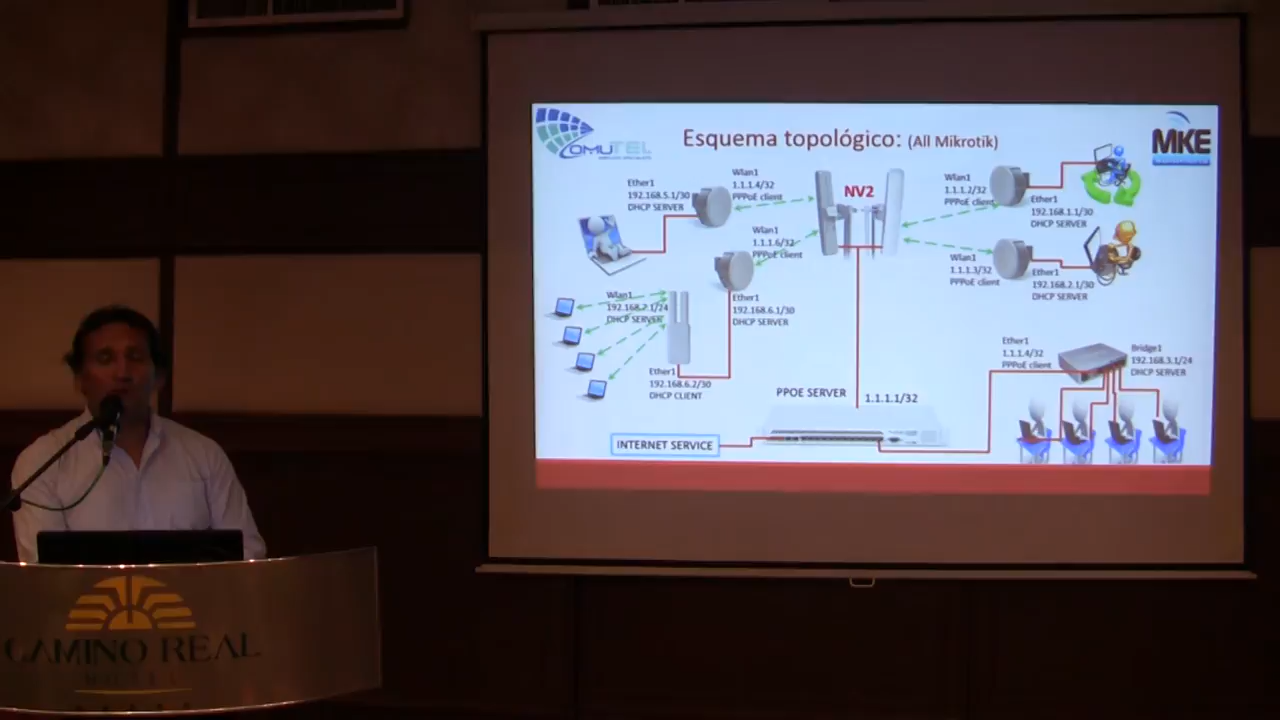 COMUTEL
Esquema topológico: (All Mikrotik)
MKE
Ether1
192.168.5.1/30
DHCP SERVER
Wlan1
1.1.1.4/32
PPPoE client
NV2
Wlan1
1.1.1.2/32
PPPoE client
Ether1
192.168.1.1/30
DHCP SERVER
Wlan1
1.1.1.6/32
PPPoE client
Wlan1
1.1.1.3/32
PPPoE client
Ether1
192.168.2.1/30
DHCP SERVER
Wlan1
192.168.2.1/24
DHCP SERVER
Ether1
192.168.6.1/30
DHCP SERVER
Ether1
192.168.6.2/30
DHCP CLIENT
Ether1
1.1.1.4/32
PPPoE client
Bridge1
192.168.3.1/24
DHCP SERVER
PPOE SERVER
1.1.1.1/32
INTERNET SERVICE
CAMINO REAL
HOTEL